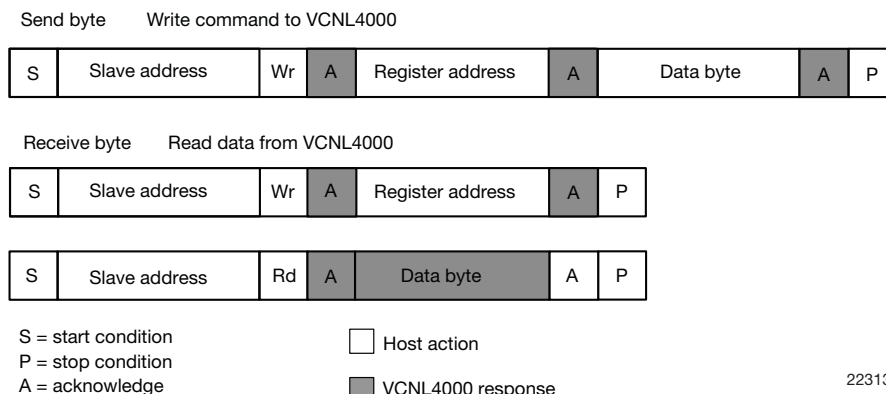 Send byte Write command to VCNL4000
S Slave address Wr A Register address A Data byte A P
Receive byte Read data from VCNL4000
S Slave address Wr A Register address A P
S Slave address Rd A Data byte A P
S = start condition
P = stop condition
A = acknowledge
Host action
VCNL4000 response
22313